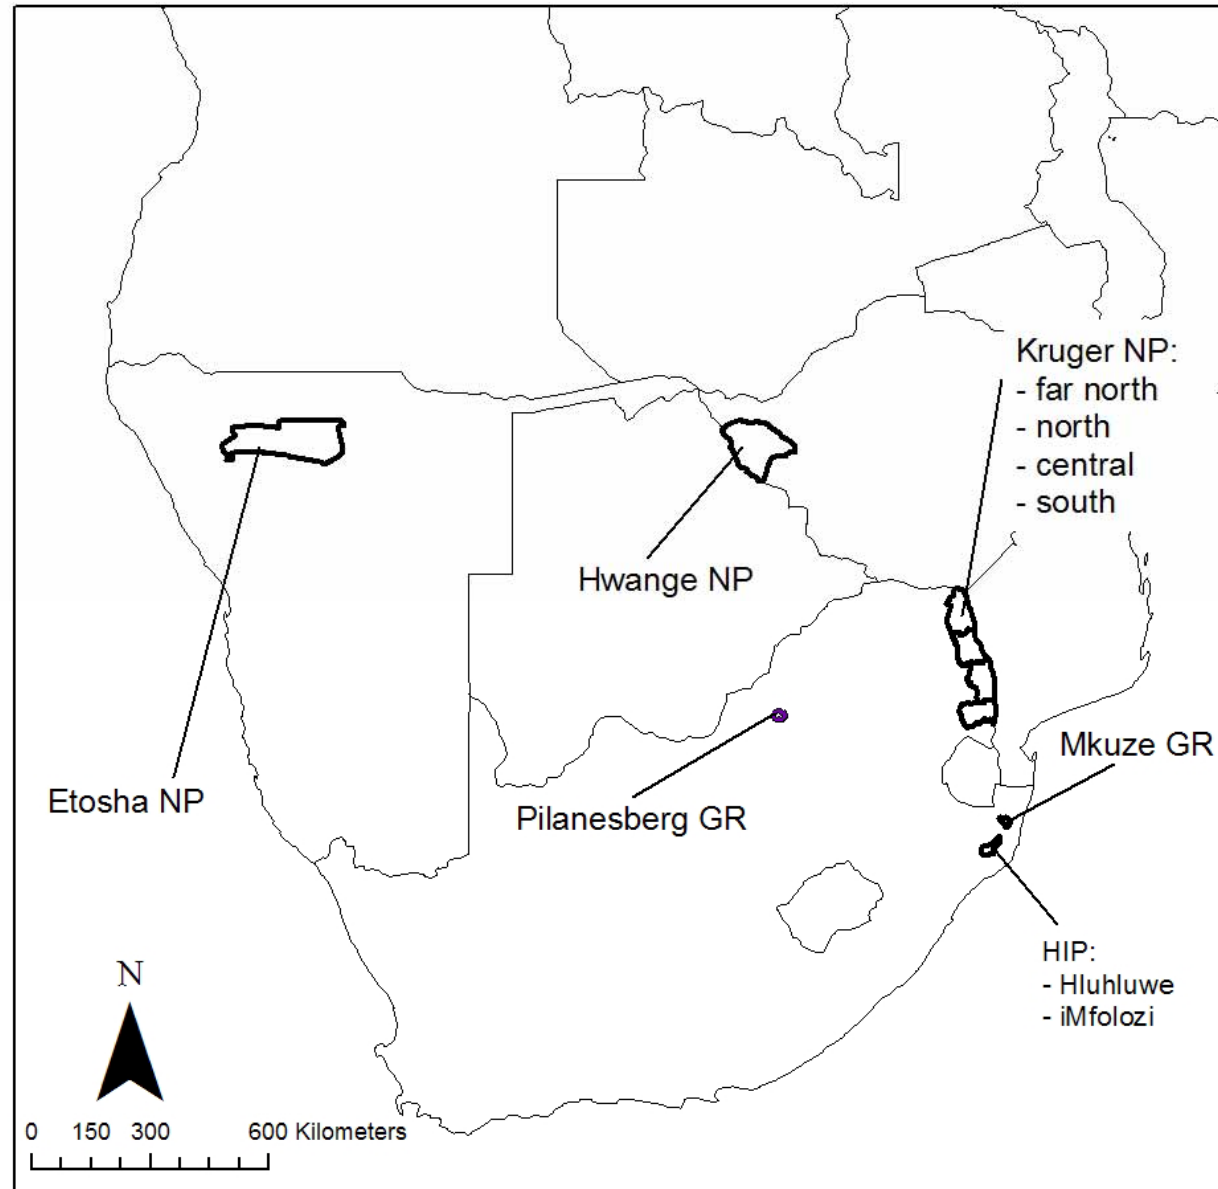 Kruger NP:
- far north
- north
- central
- south
Hwange NP
Mkuze GR
Etosha NP
Pilanesberg GR
HIP:
- Hluhluwe
- iMfolozi
N
0 150 300 600 Kilometers